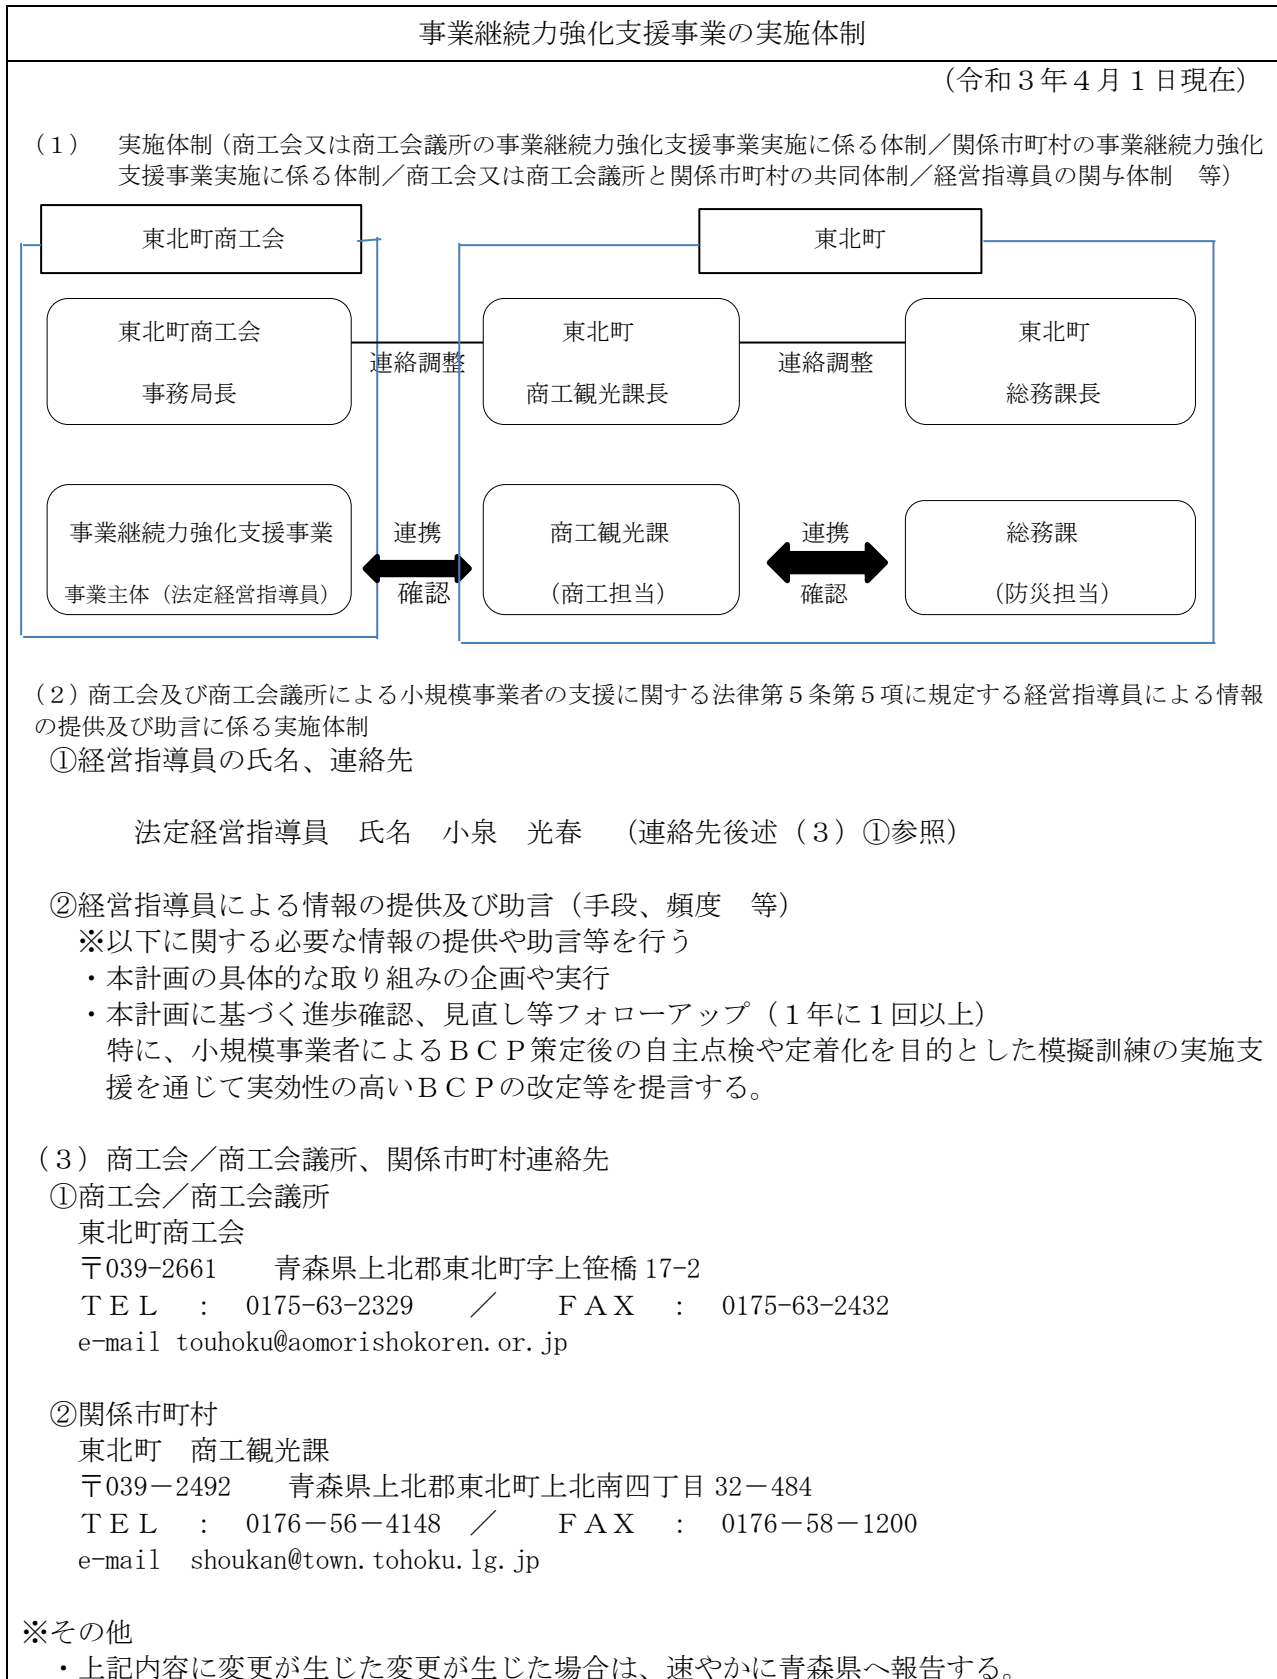 事業継続力強化支援事業の実施体制
（令和３年４月１日現在）
（１）　実施体制（商工会又は商工会議所の事業継続力強化支援事業実施に係る体制／関係市町村の事業継続力強化
支援事業実施に係る体制／商工会又は商工会議所と関係市町村の共同体制／経営指導員の関与体制　等）
東北町商工会
東北町
東北町商工会
事務局長
連絡調整
東北町
商工観光課長
連絡調整
東北町
総務課長
事業継続力強化支援事業
事業主体（法定経営指導員）
連携
確認
商工観光課
（商工担当）
連携
確認
総務課
（防災担当）
（２）商工会及び商工会議所による小規模事業者の支援に関する法律第５条第５項に規定する経営指導員による情報
の提供及び助言に係る実施体制
①経営指導員の氏名、連絡先
法定経営指導員　氏名　小泉　光春　（連絡先後述（３）①参照）
②経営指導員による情報の提供及び助言（手段、頻度　等）
※以下に関する必要な情報の提供や助言等を行う
・本計画の具体的な取り組みの企画や実行
・本計画に基づく進歩確認、見直し等フォローアップ（１年に１回以上）
特に、小規模事業者によるＢＣＰ策定後の自主点検や定着化を目的とした模擬訓練の実施支
援を通じて実効性の高いＢＣＰの改定等を提言する。
（３）商工会／商工会議所、関係市町村連絡先
①商工会／商工会議所
東北町商工会
〒039-2661　　青森県上北郡東北町字上笹橋 17-2
ＴＥＬ　：　0175-63-2329　／　ＦＡＸ　：　0175-63-2432
e-mail touhoku@aomorishokoren.or.jp
②関係市町村
東北町　商工観光課
〒039－2492　　青森県上北郡東北町上北南四丁目 32－484
ＴＥＬ　：　0176－56－4148　／　ＦＡＸ　：　0176－58－1200
e-mail　shoukan@town.tohoku.lg.jp
※その他
・上記内容に変更が生じた変更が生じた場合は、速やかに青森県へ報告する。